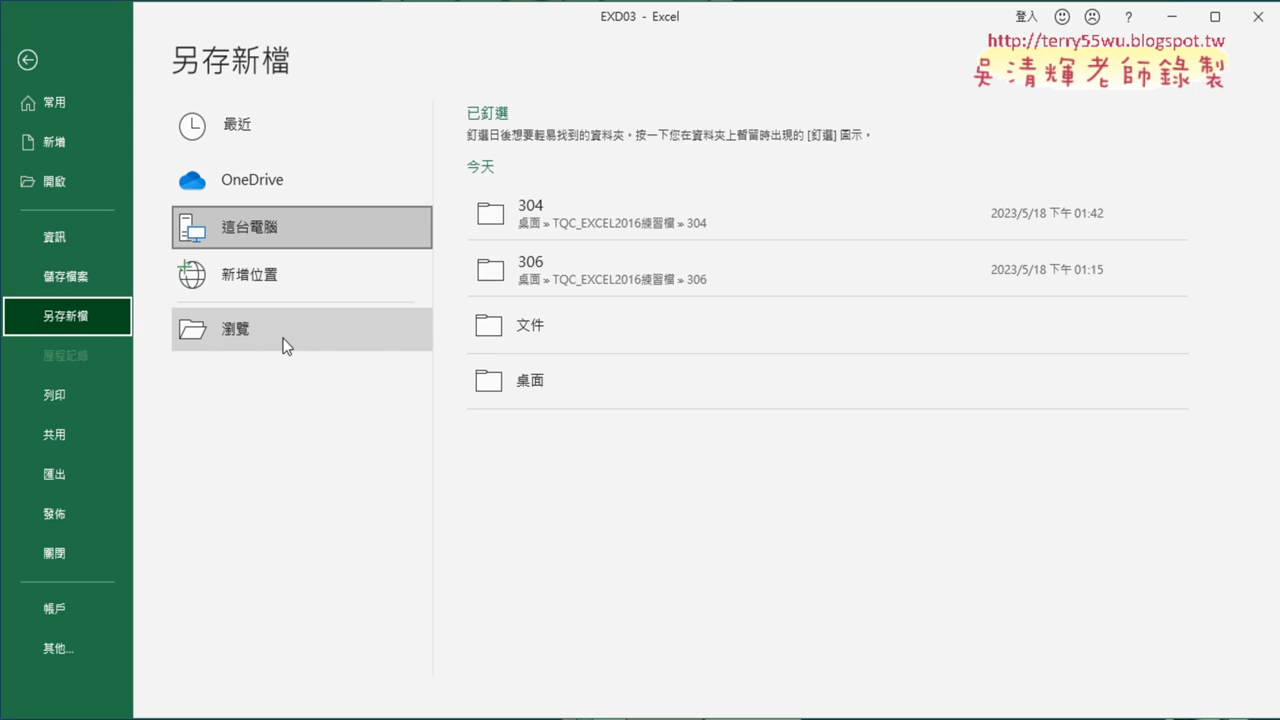 EXD03 - Excel
登入
?
http://terry55wu.blogspot.tw
吳清輝老師錄製
常用
新增
開啟
資訊
儲存檔案
另存新檔
歷程記錄
列印
共用
匯出
發佈
關閉
帳戶
其他...
另存新檔
最近
OneDrive
這台電腦
新增位置
瀏覽
已釘選
釘選日後想要輕易找到的資料夾。按一下您在資料夾上暫留時出現的 [釘選] 圖示。
今天
304
桌面 » TQC_EXCEL2016練習檔 » 304
2023/5/18 下午 01:42
306
桌面 » TQC_EXCEL2016練習檔 » 306
2023/5/18 下午 01:15
文件
桌面